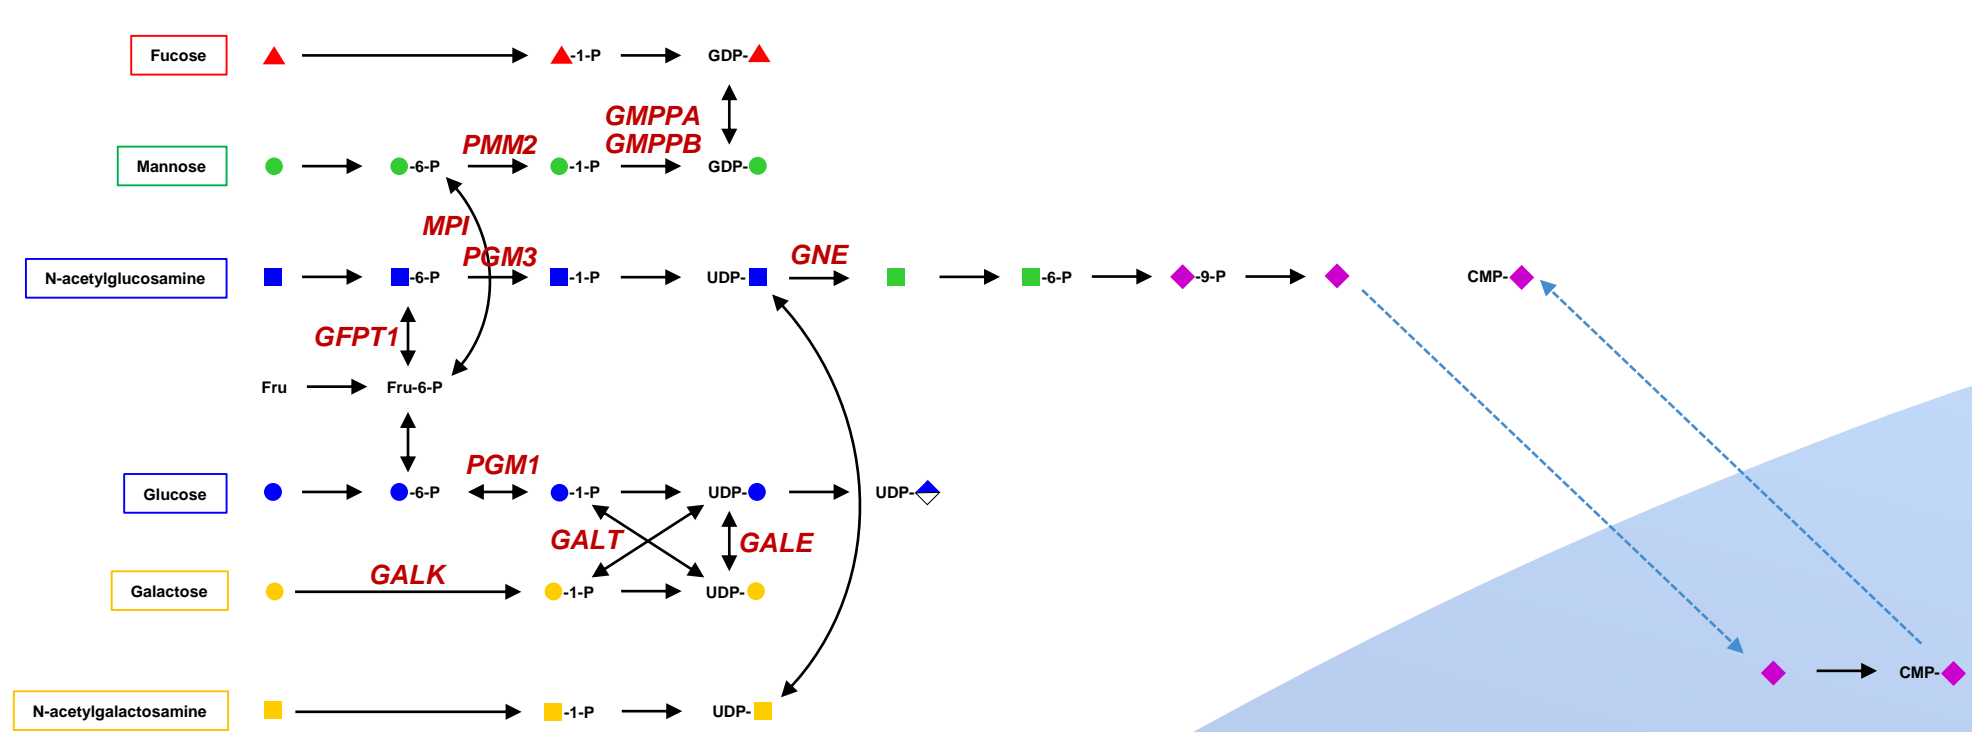 Fucose
-1-P
GDP-
GMPPA
GMPPB
PMM2
Mannose
-6-P
-1-P
GDP-
MPI
PGM3
GNE
N-acetylglucosamine
-6-P
-1-P
UDP-
-6-P
-9-P
CMP-
GFPT1
Fru
Fru-6-P
PGM1
Glucose
-6-P
-1-P
UDP-
UDP-
GALT
GALE
GALK
Galactose
-1-P
UDP-
CMP-
N-acetylgalactosamine
-1-P
UDP-